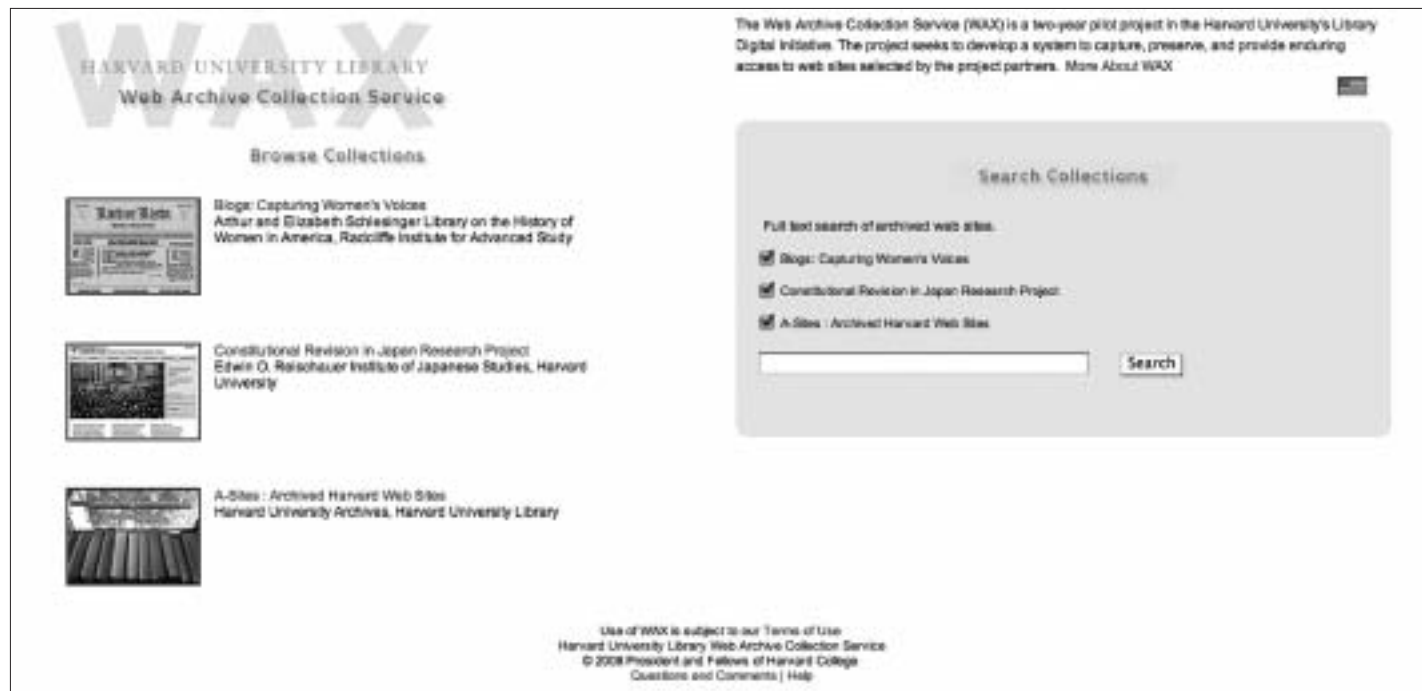 WAX
HARVARD UNIVERSITY LIBRARY
Web Archive Collection Service
Browse Collections
Blogs: Capturing Women's Voices
Arthur and Elizabeth Schlesinger Library on the History of
Women in America, Radcliffe Institute for Advanced Study
Constitutional Revision in Japan Research Project
Edwin O. Reischauer Institute of Japanese Studies, Harvard
University
A-Sites : Archived Harvard Web Sites
Harvard University Archives, Harvard University Library
The Web Archive Collection Service (WAX) is a two-year pilot project in the Harvard University's Library
Digital Initiative. The project seeks to develop a system to capture, preserve, and provide enduring
access to web sites selected by the project partners. More About WAX
Search Collections
Full text search of archived web sites.
Blogs: Capturing Women's Voices
Constitutional Revision in Japan Research Project
A-Sites : Archived Harvard Web Sites
Search
Use of WAX is subject to our Terms of Use
Harvard University Library Web Archive Collection Service
© 2008 President and Fellows of Harvard College
Questions and Comments | Help